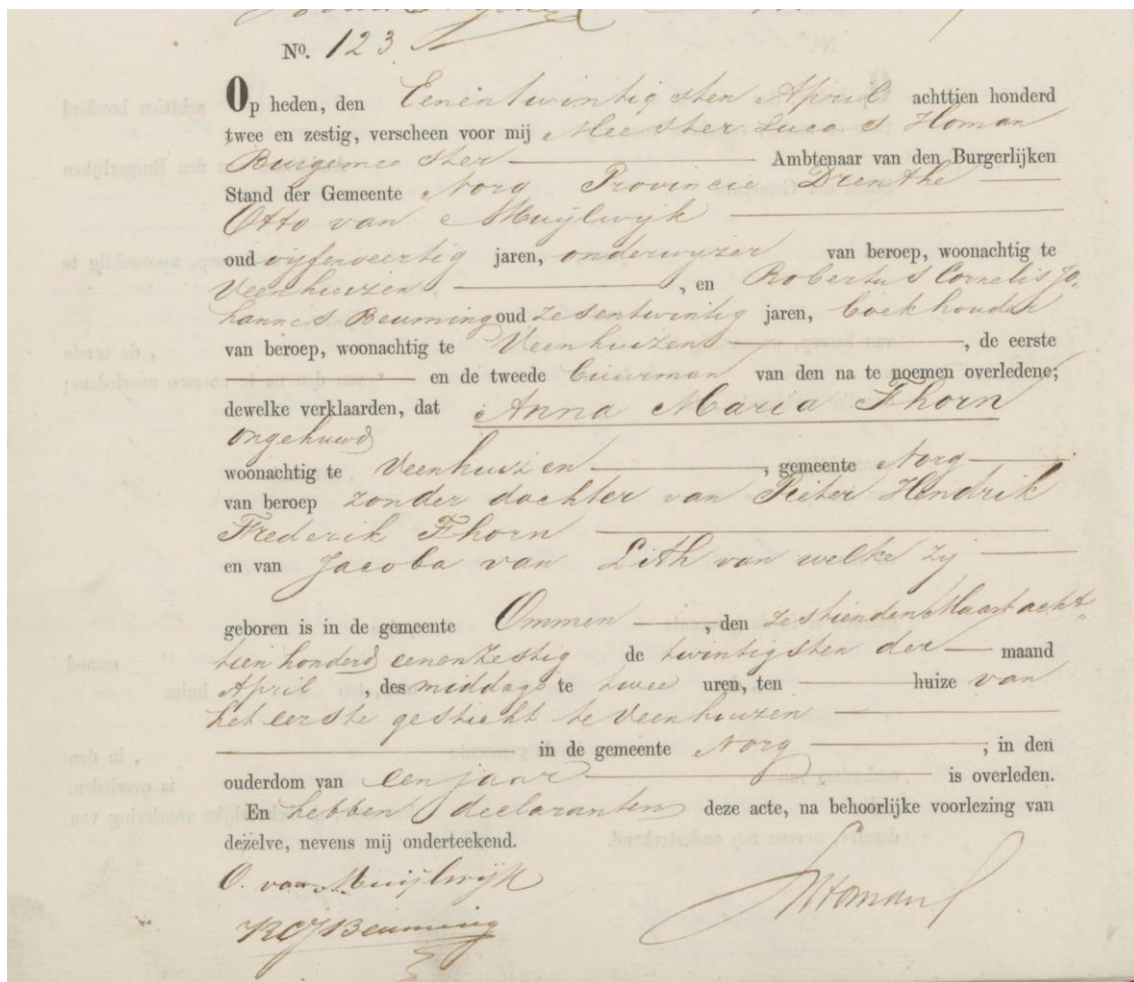 No. 123.
Op heden, den Eenentwintigsten April achttien honderd
twee en zestig, verscheen voor mij Meester Lucas Homan
Burgemeester Ambtenaar van den Burgerlijken
Stand der Gemeente Norg Provincie Drenthe
Otto van Muijlwijk
oud vijfenveertig jaren, onderwyzer van beroep, woonachtig te
Veenhuizen, en Robertus Cornelis Jo,
hannes Beuming oud zesentwintig jaren, boekhouder
van beroep, woonachtig te Veenhuizen, de eerste
en de tweede buurman van den na te noemen overledene;
dewelke verklaarden, dat Anna Maria Thorn
ongehuwd
woonachtig te Veenhuizen, gemeente Norg
van beroep zonder dochter van Pieter Hendrik
Frederik Thorn
en van Jacoba van Lith van welke zij
geboren is in de gemeente Ommen, den zestienden Maart acht-
tien honderd eenenzestig de twintigsten der maand
April, des middags te twee uren, ten huize van
het eerste gesticht te Veenhuizen
in de gemeente Norg, in den
ouderdom van een jaar is overleden.
En hebben declaranten deze acte, na behoorlijke voorlezing van
dezelve, nevens mij onderteekend.
O. van Muijlwijk
RCJ Beuming
LHoman